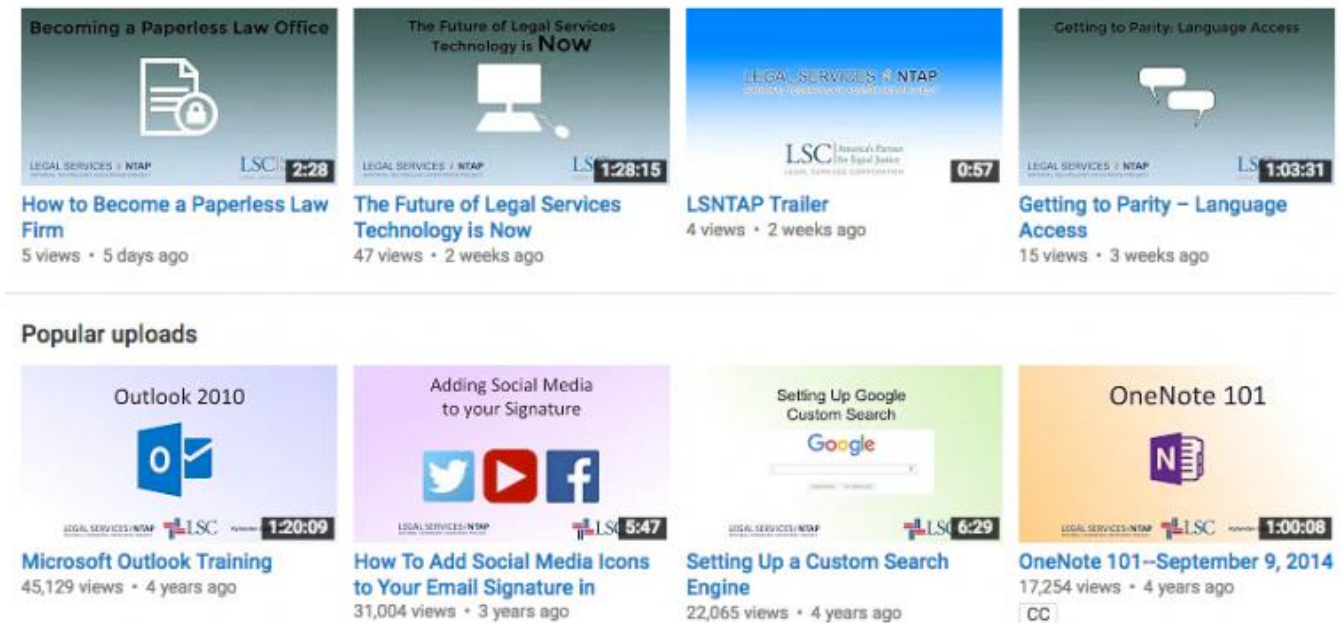 Becoming a Paperless Law Office
LEGAL SERVICES / NTAP
LSC
2:28
How to Become a Paperless Law
Firm
5 views • 5 days ago
The Future of Legal Services
Technology is Now
LEGAL SERVICES / NTAP
LS
1:28:15
The Future of Legal Services
Technology is Now
47 views • 2 weeks ago
LEGAL SERVICES / NTAP
LSC America's Partner
for Equal Justice
LEGAL SERVICES CORPORATION
0:57
LSNTAP Trailer
4 views • 2 weeks ago
Getting to Parity: Language Access
LEGAL SERVICES / NTAP
LS
1:03:31
Getting to Parity – Language
Access
15 views • 3 weeks ago
Popular uploads
Outlook 2010
LEGAL SERVICES/NTAP
LSC
1:20:09
Microsoft Outlook Training
45,129 views • 4 years ago
Adding Social Media
to your Signature
LEGAL SERVICES/NTAP
LSC
5:47
How To Add Social Media Icons
to Your Email Signature in
31,004 views • 3 years ago
Setting Up Google
Custom Search
Google
LEGAL SERVICES/NTAP
LSC
6:29
Setting Up a Custom Search
Engine
22,065 views • 4 years ago
OneNote 101
N
LEGAL SERVICES/NTAP
LSC
1:00:08
OneNote 101--September 9, 2014
17,254 views • 4 years ago
CC